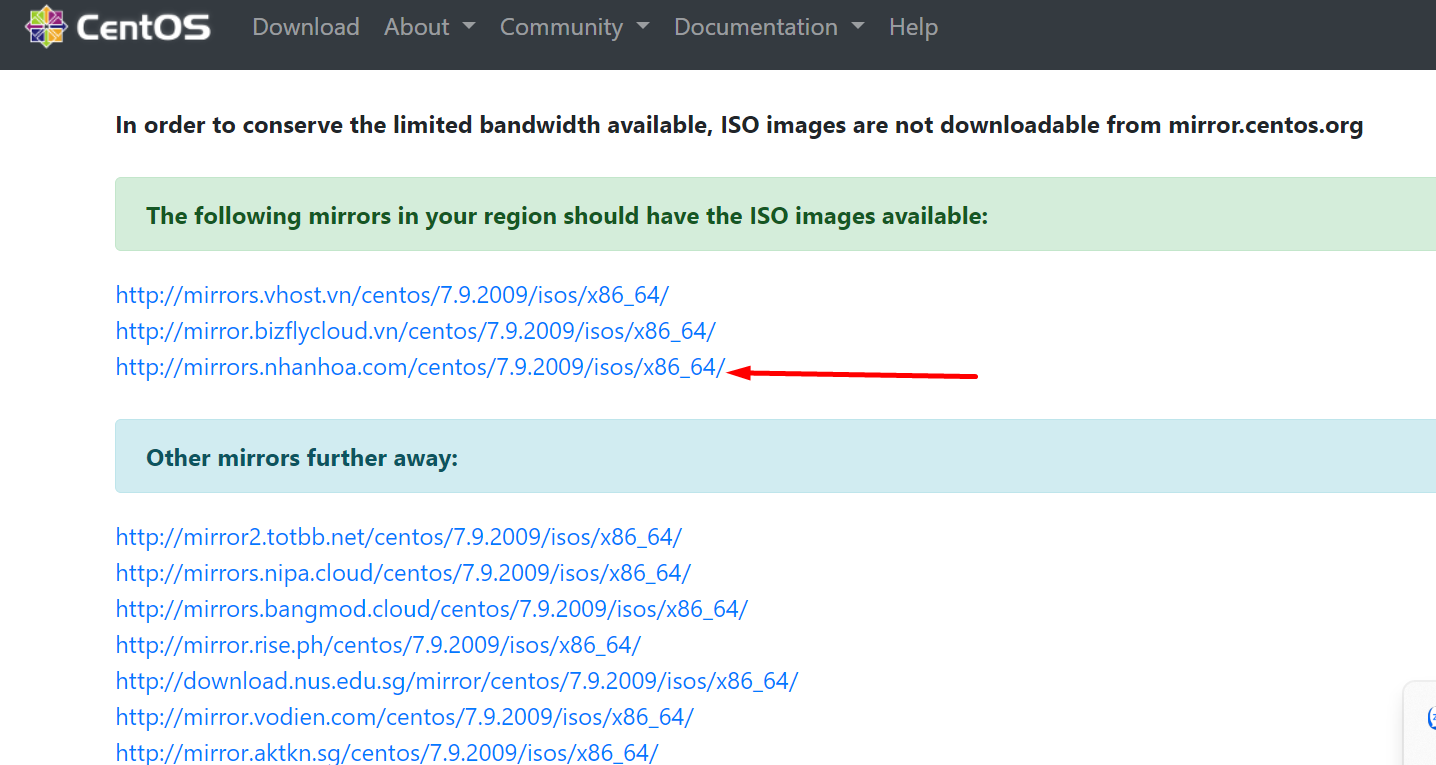 CentOS Download About Community Documentation Help
In order to conserve the limited bandwidth available, ISO images are not downloadable from mirror.centos.org
The following mirrors in your region should have the ISO images available:
http://mirrors.vhost.vn/centos/7.9.2009/isos/x86_64/
http://mirror.bizflycloud.vn/centos/7.9.2009/isos/x86_64/
http://mirrors.nhanhoa.com/centos/7.9.2009/isos/x86_64/
Other mirrors further away:
http://mirror2.totbb.net/centos/7.9.2009/isos/x86_64/
http://mirrors.nipa.cloud/centos/7.9.2009/isos/x86_64/
http://mirrors.bangmod.cloud/centos/7.9.2009/isos/x86_64/
http://mirror.rise.ph/centos/7.9.2009/isos/x86_64/
http://download.nus.edu.sg/mirror/centos/7.9.2009/isos/x86_64/
http://mirror.vodien.com/centos/7.9.2009/isos/x86_64/
http://mirror.aktkn.sg/centos/7.9.2009/isos/x86_64/